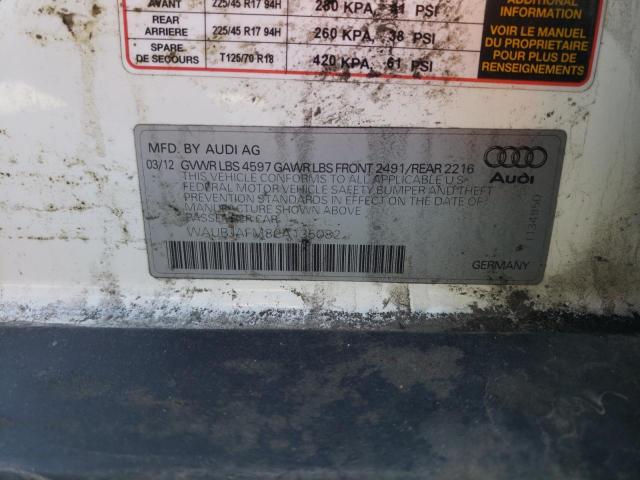 AVANT 225/45 R17 94H 280 KPA, 41 PSI
REAR
ARRIERE 225/45 R17 94H 260 KPA, 38 PSI
SPARE
DE SECOURS T125/70 R18 420 KPA, 61 PSI
ADDITIONAL
INFORMATION
VOIR LE MANUEL
DU PROPRIETAIRE
POUR PLUS DE
RENSEIGNEMENTS
MFD. BY AUDI AG
03/12 GVWR LBS 4597 GAWR LBS FRONT 2491/REAR 2216
THIS VEHICLE CONFORMS TO ALL APPLICABLE U.S.
FEDERAL MOTOR VEHICLE SAFETY, BUMPER AND THEFT
PREVENTION STANDARDS IN EFFECT ON THE DATE OF
MANUFACTURE SHOWN ABOVE.
PASSENGER CAR
Audi
GERMANY